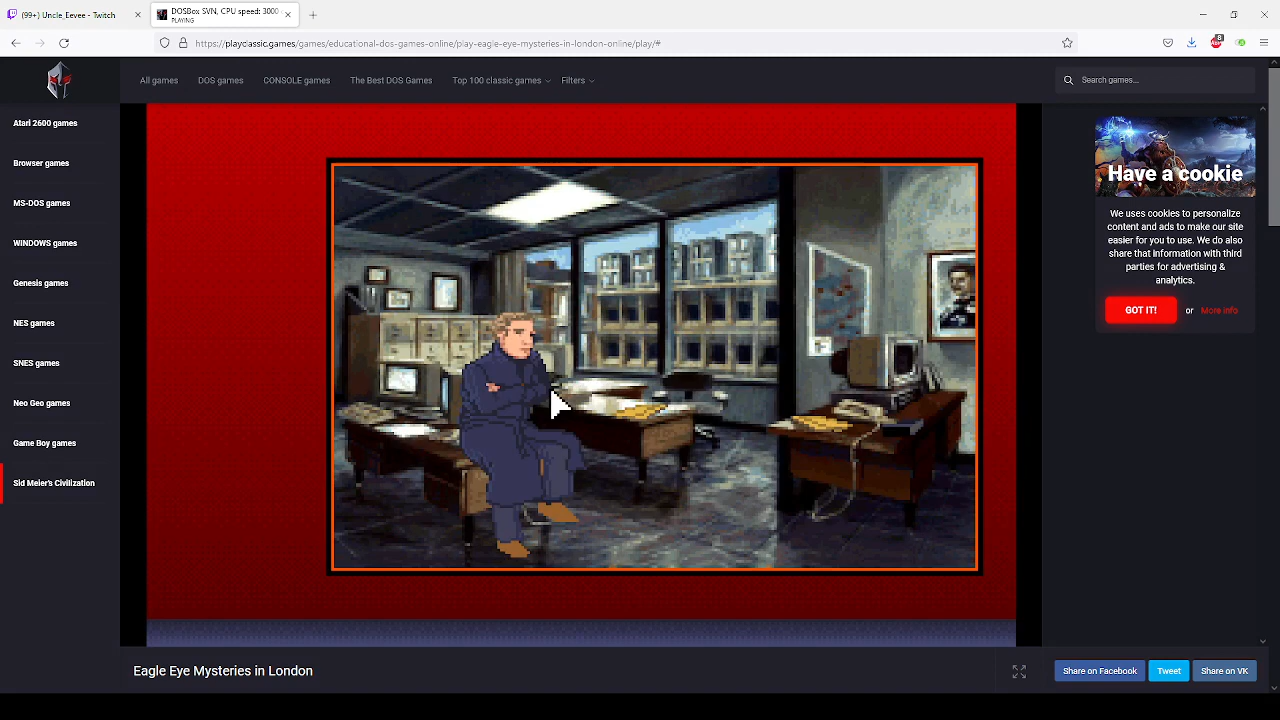 (99+) Uncle_Eevee - Twitch
DOSBox SVN, CPU speed: 3000
PLAYING
https://playclassic.games/games/educational-dos-games-online/play-eagle-eye-mysteries-in-london-online/play/#
8
All games
DOS games
CONSOLE games
The Best DOS Games
Top 100 classic games
Filters
Search games...
Atari 2600 games
Browser games
MS-DOS games
WINDOWS games
Genesis games
NES games
SNES games
Neo Geo games
Game Boy games
Sid Meier's Civilization
Have a cookie
We uses cookies to personalize
content and ads to make our site
easier for you to use. We do also
share that information with third
parties for advertising &
analytics.
GOT IT!
or
More info
Eagle Eye Mysteries in London
Share on Facebook
Tweet
Share on VK